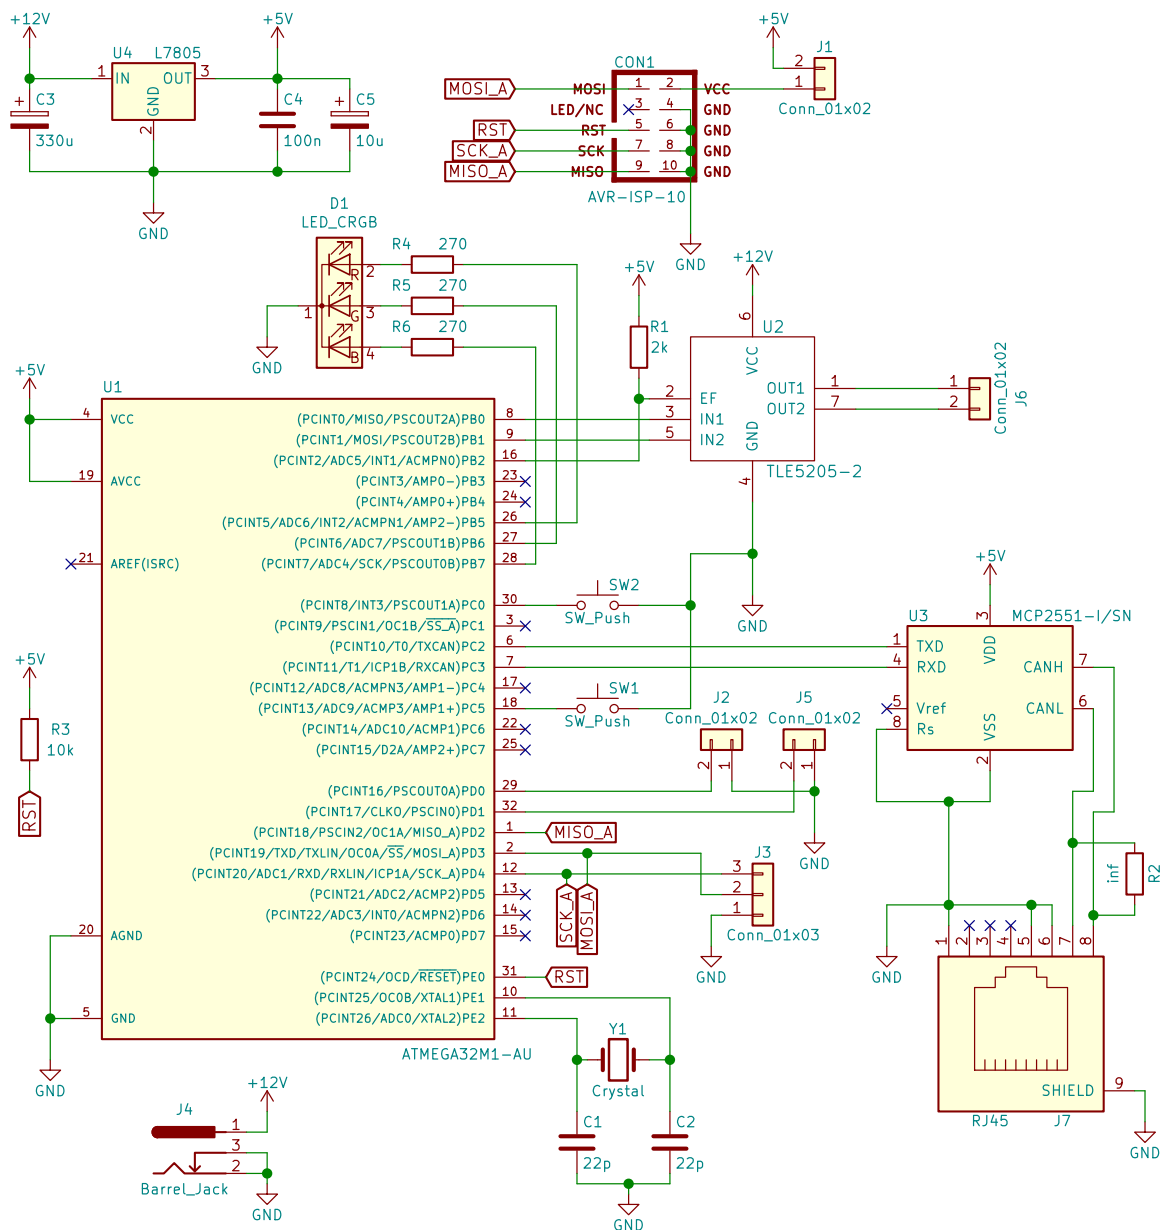 +12V
+5V
U4 L7805
1 IN OUT 3
GND
2
+ C3
330u
C4
100n
+ C5
10u
GND
+5V
J1
2
1
Conn_01x02
CON1
MOSI_A MOSI 1 2 VCC
LED/NC 3 4 GND
RST RST 5 6 GND
SCK_A SCK 7 8 GND
MISO_A MISO 9 10 GND
AVR-ISP-10
GND
D1
LED_CRGB
R 2
1 G 3
B 4
R4 270
R5 270
R6 270
GND
+5V
R1
2k
+12V
6
U2
VCC
2 EF
3 IN1
5 IN2
OUT1 1
OUT2 7
GND
4
TLE5205-2
GND
1
2
Conn_01x02
J6
+5V
U1
4 VCC
19 AVCC
21 AREF(ISRC)
20 AGND
5 GND
(PCINT0/MISO/PSCOUT2A)PB0 8
(PCINT1/MOSI/PSCOUT2B)PB1 9
(PCINT2/ADC5/INT1/ACMPN0)PB2 16
(PCINT3/AMP0-)PB3 23
(PCINT4/AMP0+)PB4 24
(PCINT5/ADC6/INT2/ACMPN1/AMP2-)PB5 26
(PCINT6/ADC7/PSCOUT1B)PB6 27
(PCINT7/ADC4/SCK/PSCOUT0B)PB7 28
(PCINT8/INT3/PSCOUT1A)PC0 30
(PCINT9/PSCIN1/OC1B/SS_A)PC1 3
(PCINT10/T0/TXCAN)PC2 6
(PCINT11/T1/ICP1B/RXCAN)PC3 7
(PCINT12/ADC8/ACMPN3/AMP1-)PC4 17
(PCINT13/ADC9/ACMP3/AMP1+)PC5 18
(PCINT14/ADC10/ACMP1)PC6 22
(PCINT15/D2A/AMP2+)PC7 25
(PCINT16/PSCOUT0A)PD0 29
(PCINT17/CLKO/PSCIN0)PD1 32
(PCINT18/PSCIN2/OC1A/MISO_A)PD2 1
(PCINT19/TXD/TXLIN/OC0A/SS/MOSI_A)PD3 2
(PCINT20/ADC1/RXD/RXLIN/ICP1A/SCK_A)PD4 12
(PCINT21/ADC2/ACMP2)PD5 13
(PCINT22/ADC3/INT0/ACMPN2)PD6 14
(PCINT23/ACMP0)PD7 15
(PCINT24/OCD/RESET)PE0 31
(PCINT25/OC0B/XTAL1)PE1 10
(PCINT26/ADC0/XTAL2)PE2 11
ATMEGA32M1-AU
GND
+5V
R3
10k
RST
SW2
SW_Push
SW1
SW_Push
J2
Conn_01x02
2 1
J5
Conn_01x02
2 1
GND
MISO_A
SCK_A
MOSI_A
RST
J3
3
2
1
Conn_01x03
GND
+5V
3
U3 MCP2551-I/SN
VDD
1 TXD
4 RXD
5 Vref
8 Rs
CANH 7
CANL 6
VSS
2
inf
R2
GND
1 2 3 4 5 6 7 8
SHIELD 9
RJ45 J7
GND
Y1
Crystal
C1
22p
C2
22p
GND
+12V
J4
1
3
2
Barrel_Jack
GND